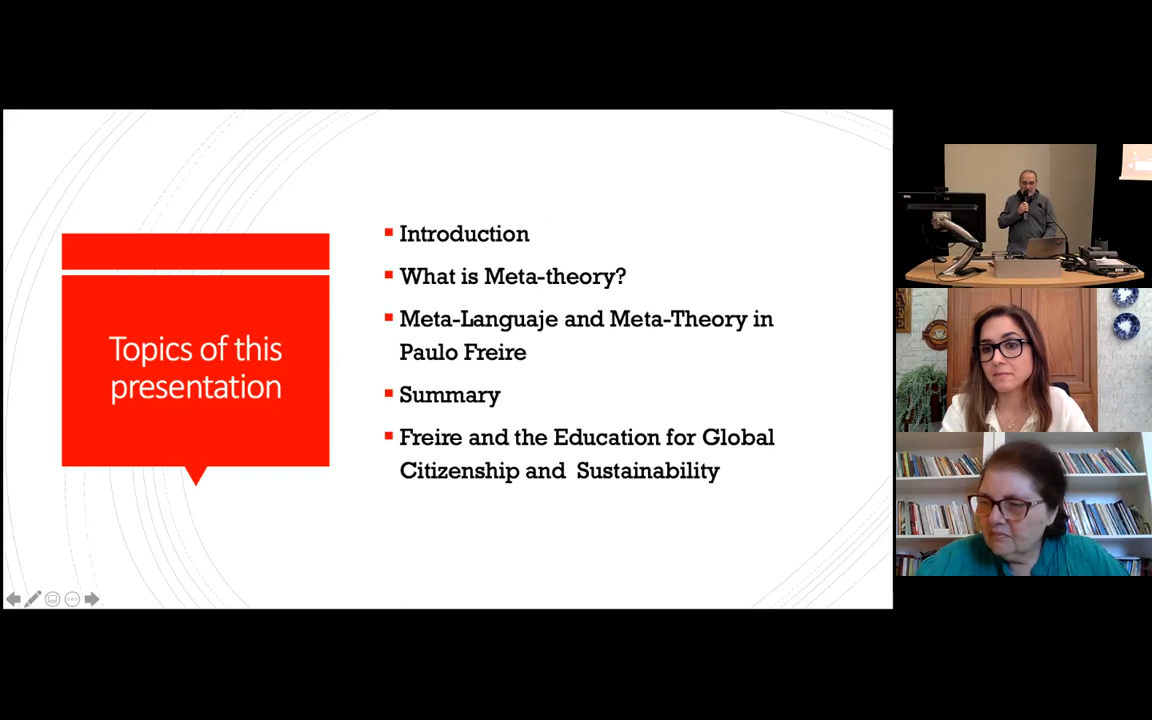 Topics of this
presentation
Introduction
What is Meta-theory?
Meta-Languaje and Meta-Theory in
Paulo Freire
Summary
Freire and the Education for Global
Citizenship and  Sustainability